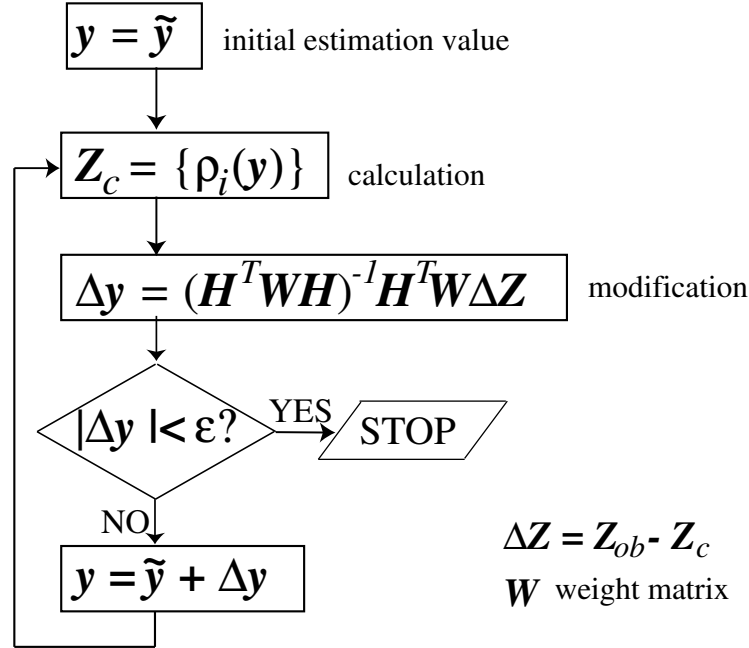 y = ỹ
initial estimation value
Z_c = {ρ_i(y)}
calculation
Δy = (H^T WH)^-1 H^T WΔZ
modification
|Δy |< ε?
YES
STOP
NO
y = ỹ + Δy
ΔZ = Z_ob - Z_c
W weight matrix